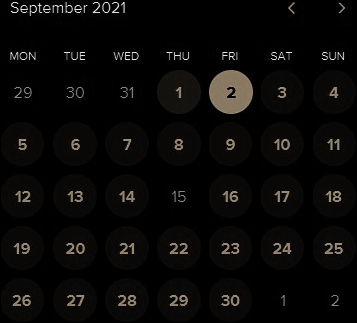 September 2021
MON TUE WED THU FRI SAT SUN
29 30 31 1 2 3 4
5 6 7 8 9 10 11
12 13 14 15 16 17 18
19 20 21 22 23 24 25
26 27 28 29 30 1 2